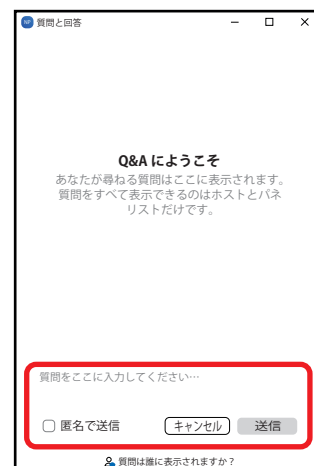 NP 質問と回答
Q&A にようこそ
あなたが尋ねる質問はここに表示されます。
質問をすべて表示できるのはホストとパネ
リストだけです。
質問をここに入力してください…
匿名で送信 キャンセル 送信
質問は誰に表示されますか？